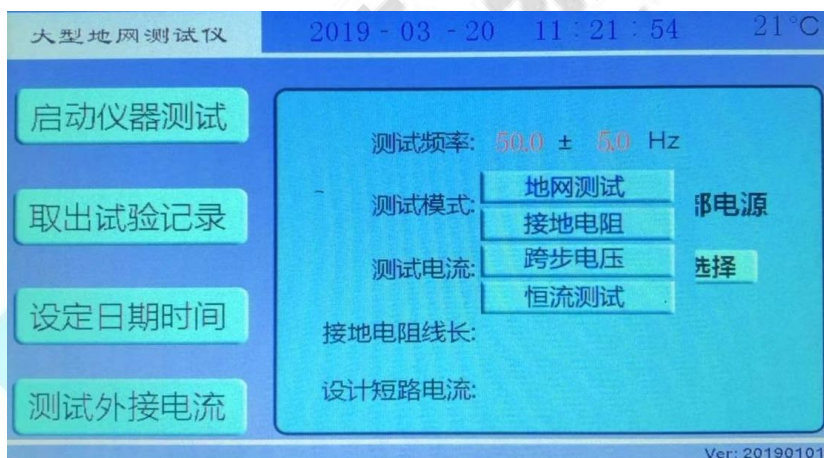 大型地网测试仪 2019-03-20 11:21:54 21°C
启动仪器测试
取出试验记录
设定日期时间
测试外接电流
测试频率: 50.0 ± 5.0 Hz
测试模式: 部电源
地网测试
接地电阻
跨步电压
恒流测试
测试电流: 选择
接地电阻线长:
设计短路电流:
Ver: 20190101